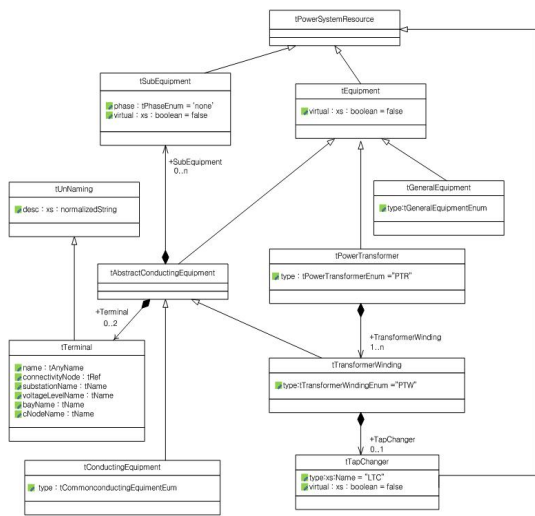 tPowerSystemResource
tSubEquipment
phase : tPhaseEnum = 'none'
virtual : xs : boolean = false
tEquipment
virtual : xs : boolean = false
+SubEquipment
0..n
tUnNaming
desc : xs : normalizedString
tGeneralEquipment
type:tGeneralEquipmentEnum
tAbstractConductingEquipment
tPowerTransformer
type : tPowerTransformerEnum ="PTR"
+Terminal
0..2
+TransformerWinding
1..n
tTerminal
name : tAnyName
connectivityNode : tRef
substationName : tName
voltageLevelName : tName
bayName : tName
cNodeName : tName
tTransformerWinding
type:tTransformerWindingEnum ="PTW"
+TapChanger
0..1
tConductingEquipment
type : tCommonconductingEquimentEum
tTapChanger
type:xs:Name = "LTC"
virtual : xs : boolean = false